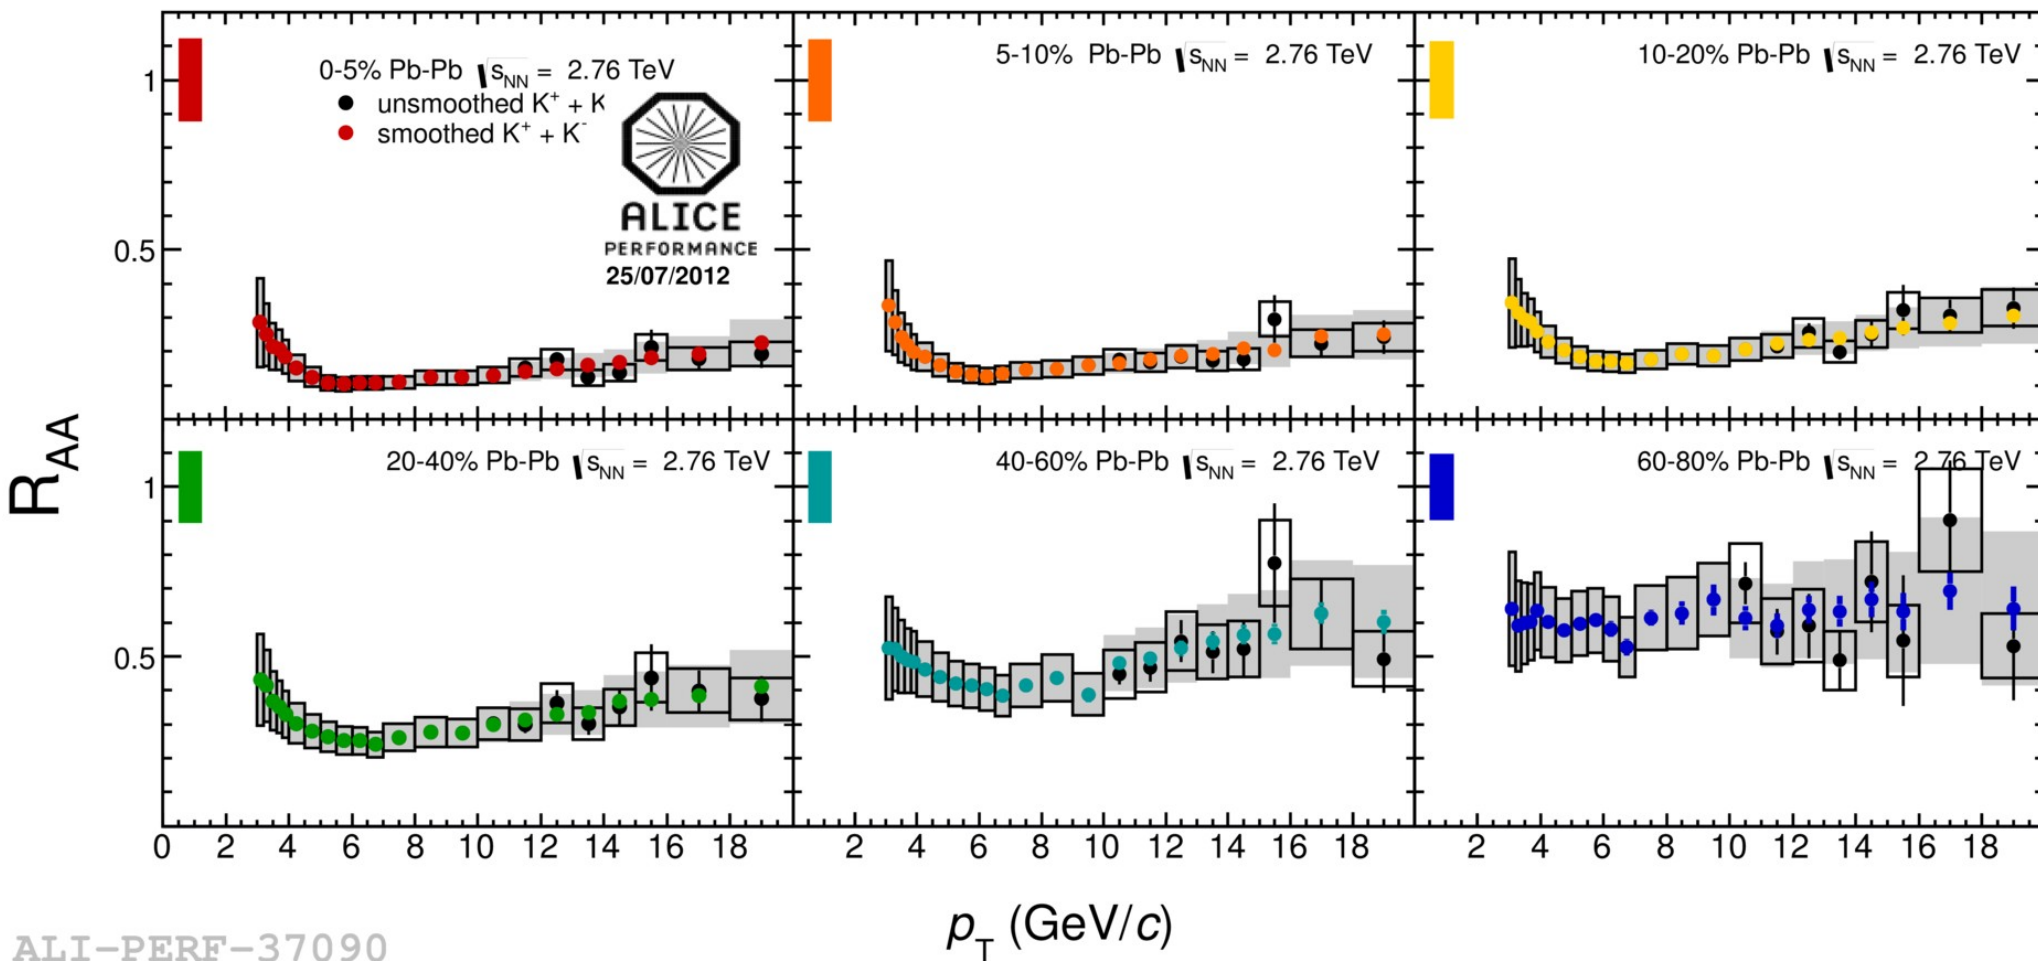 0-5% Pb-Pb √sNN = 2.76 TeV
unsmoothed K+ + K
smoothed K+ + K-
ALICE
PERFORMANCE
25/07/2012
5-10% Pb-Pb √sNN = 2.76 TeV
10-20% Pb-Pb √sNN = 2.76 TeV
1
0.5
RAA
20-40% Pb-Pb √sNN = 2.76 TeV
40-60% Pb-Pb √sNN = 2.76 TeV
60-80% Pb-Pb √sNN = 2.76 TeV
1
0.5
0 2 4 6 8 10 12 14 16 18
2 4 6 8 10 12 14 16 18
2 4 6 8 10 12 14 16 18
pT (GeV/c)
ALI-PERF-37090